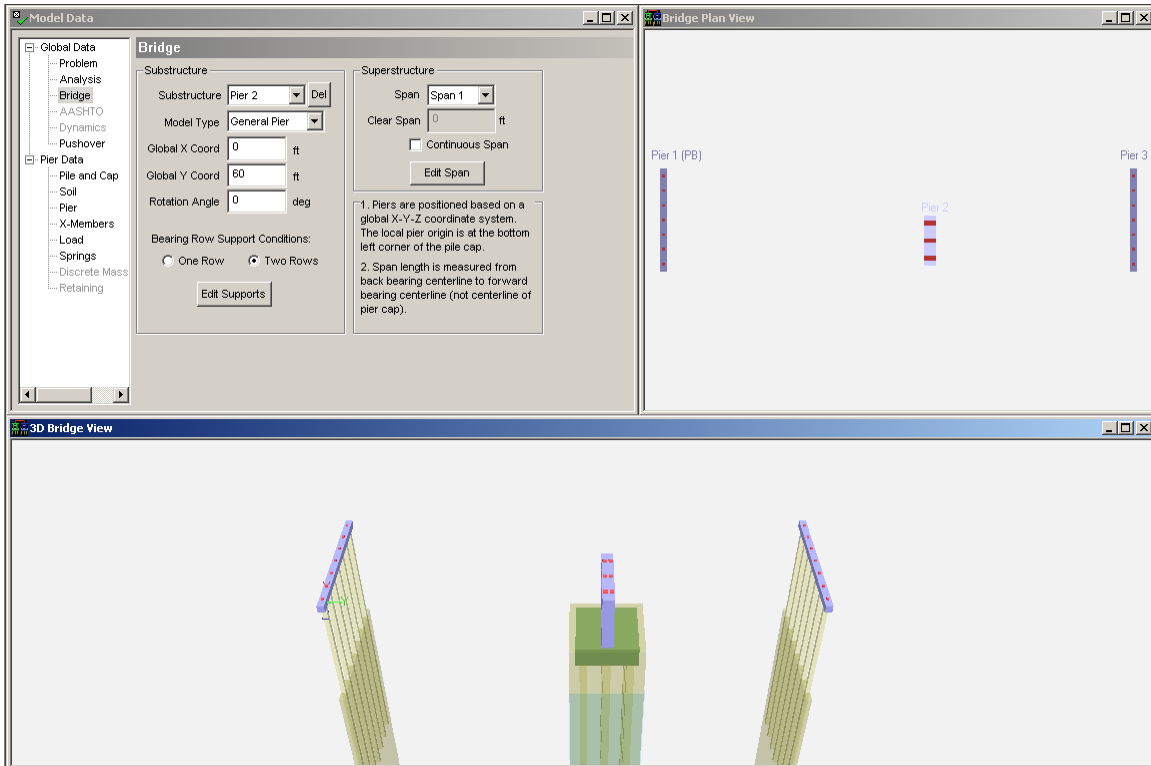 Model Data
Global Data
Problem
Analysis
Bridge
AASHTO
Dynamics
Pushover
Pier Data
Pile and Cap
Soil
Pier
X-Members
Load
Springs
Discrete Mass
Retaining
Bridge
Substructure
Substructure Pier 2 Del
Model Type General Pier
Global X Coord 0 ft
Global Y Coord 60 ft
Rotation Angle 0 deg
Bearing Row Support Conditions:
One Row Two Rows
Edit Supports
Superstructure
Span Span 1
Clear Span 0 ft
Continuous Span
Edit Span
1. Piers are positioned based on a
global X-Y-Z coordinate system.
The local pier origin is at the bottom
left corner of the pile cap.
2. Span length is measured from
back bearing centerline to forward
bearing centerline (not centerline of
pier cap).
Bridge Plan View
Pier 1 (PB)
Pier 2
Pier 3
3D Bridge View